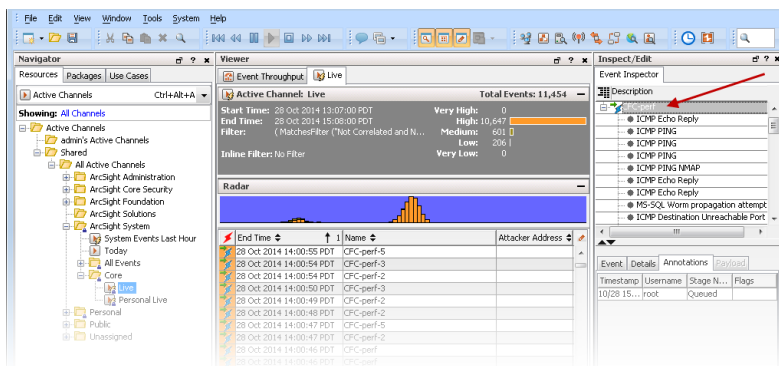 File Edit View Window Tools System Help
Navigator
Resources Packages Use Cases
Active Channels Ctrl+Alt+A
Showing: All Channels
Active Channels
admin's Active Channels
Shared
All Active Channels
ArcSight Administration
ArcSight Core Security
ArcSight Foundation
ArcSight Solutions
ArcSight System
System Events Last Hour
Today
All Events
Core
Live
Personal Live
Personal
Public
Unassigned
Viewer
Event Throughput Live
Active Channel: Live Total Events: 11,454
Start Time: 28 Oct 2014 13:07:00 PDT Very High: 0
End Time: 28 Oct 2014 15:08:00 PDT High: 10,647
Filter: ( MatchesFilter ("Not Correlated and N... Medium: 601
Low: 206
Inline Filter: No Filter Very Low: 0
Radar
End Time 1 Name Attacker Address
28 Oct 2014 14:00:55 PDT CFC-perf-5
28 Oct 2014 14:00:54 PDT CFC-perf-3
28 Oct 2014 14:00:54 PDT CFC-perf-2
28 Oct 2014 14:00:50 PDT CFC-perf-3
28 Oct 2014 14:00:49 PDT CFC-perf-2
28 Oct 2014 14:00:48 PDT CFC-perf-2
28 Oct 2014 14:00:47 PDT CFC-perf-5
28 Oct 2014 14:00:47 PDT CFC-perf-2
28 Oct 2014 14:00:46 PDT CFC-perf
Inspect/Edit
Event Inspector
Description
CFC-perf
ICMP Echo Reply
ICMP PING
ICMP PING
ICMP PING
ICMP PING NMAP
ICMP Echo Reply
ICMP Echo Reply
MS-SQL Worm propagation attempt
ICMP Destination Unreachable Port
Event Details Annotations Payload
Timestamp Username Stage N... Flags
10/28 15... root Queued